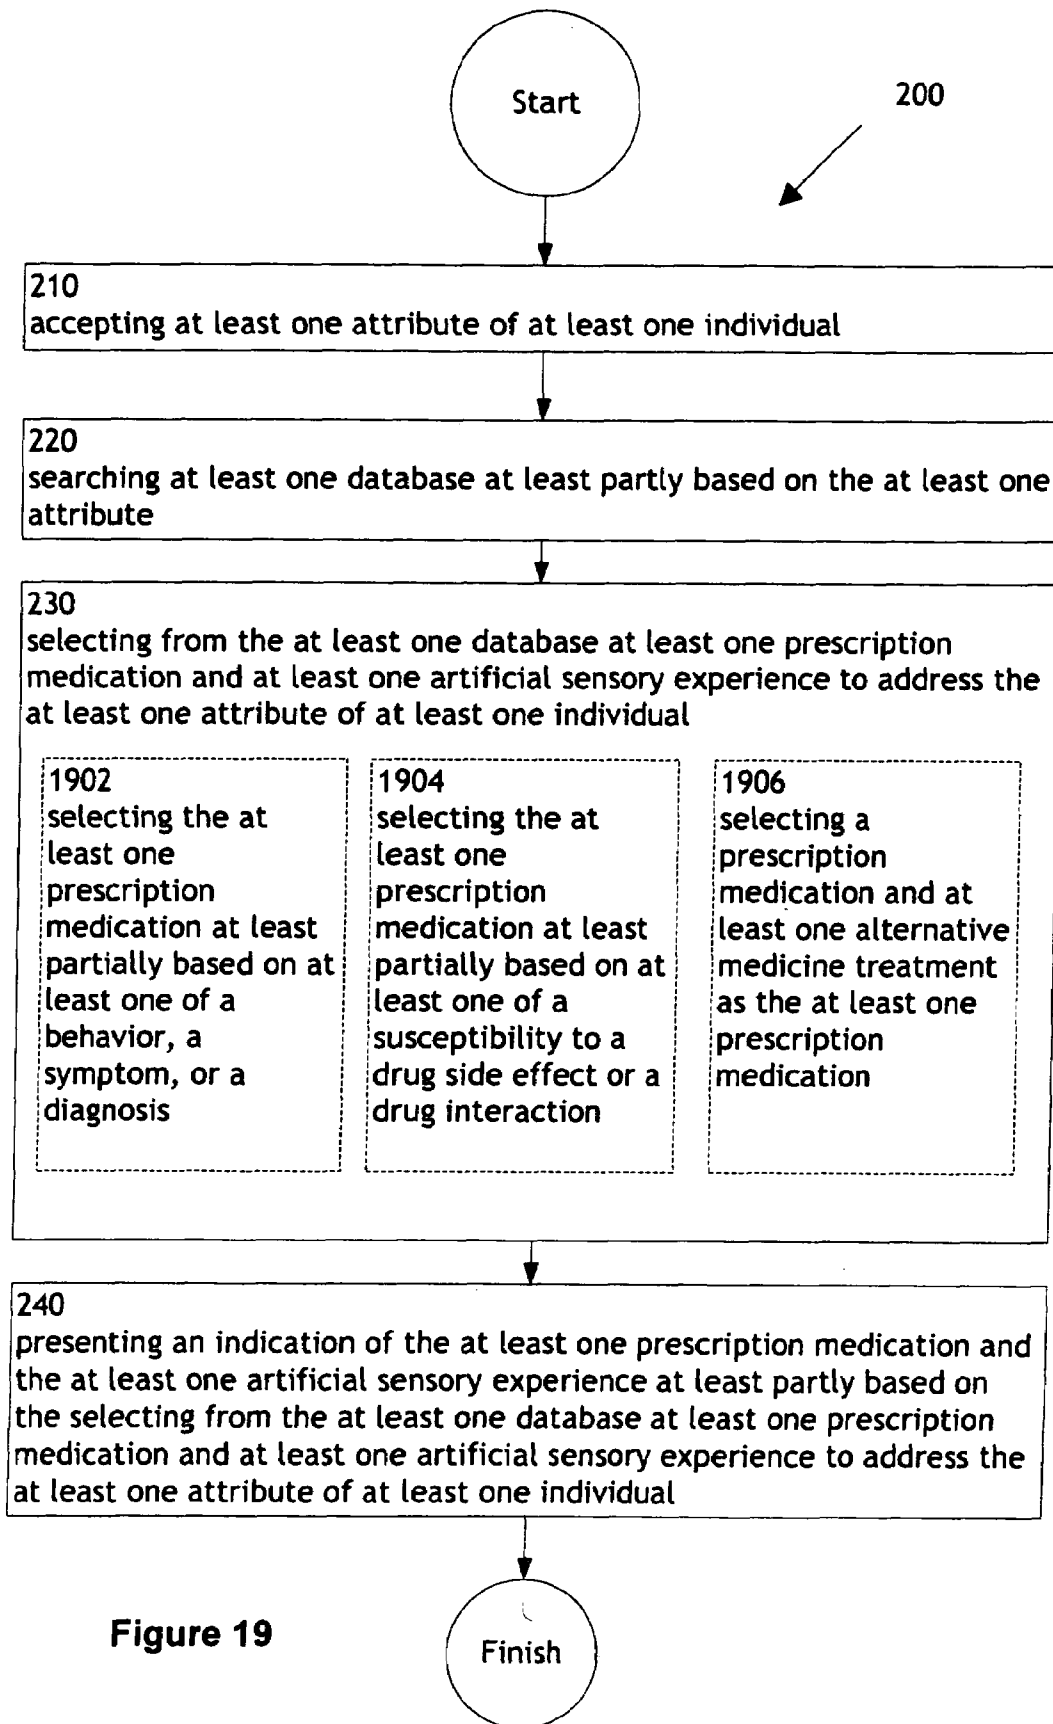 Start
200
210
accepting at least one attribute of at least one individual
220
searching at least one database at least partly based on the at least one
attribute
230
selecting from the at least one database at least one prescription
medication and at least one artificial sensory experience to address the
at least one attribute of at least one individual
1902
selecting the at
least one
prescription
medication at least
partially based on at
least one of a
behavior, a
symptom, or a
diagnosis
1904
selecting the at
least one
prescription
medication at least
partially based on at
least one of a
susceptibility to a
drug side effect or a
drug interaction
1906
selecting a
prescription
medication and at
least one alternative
medicine treatment
as the at least one
prescription
medication
240
presenting an indication of the at least one prescription medication and
the at least one artificial sensory experience at least partly based on
the selecting from the at least one database at least one prescription
medication and at least one artificial sensory experience to address the
at least one attribute of at least one individual
Figure 19
Finish